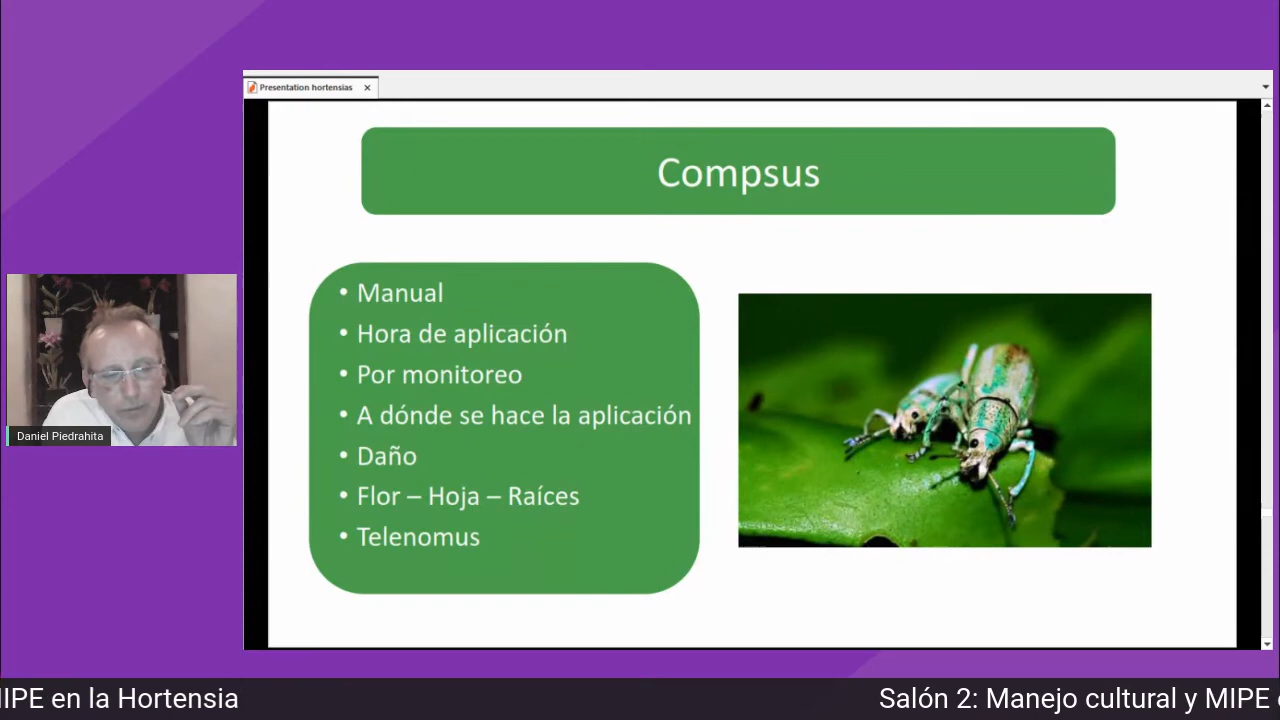 Presentation hortensias
Compsus
• Manual
• Hora de aplicación
• Por monitoreo
• A dónde se hace la aplicación
• Daño
• Flor – Hoja – Raíces
• Telenomus
Daniel Piedrahita
MIPE en la Hortensia
Salón 2: Manejo cultural y MIPE